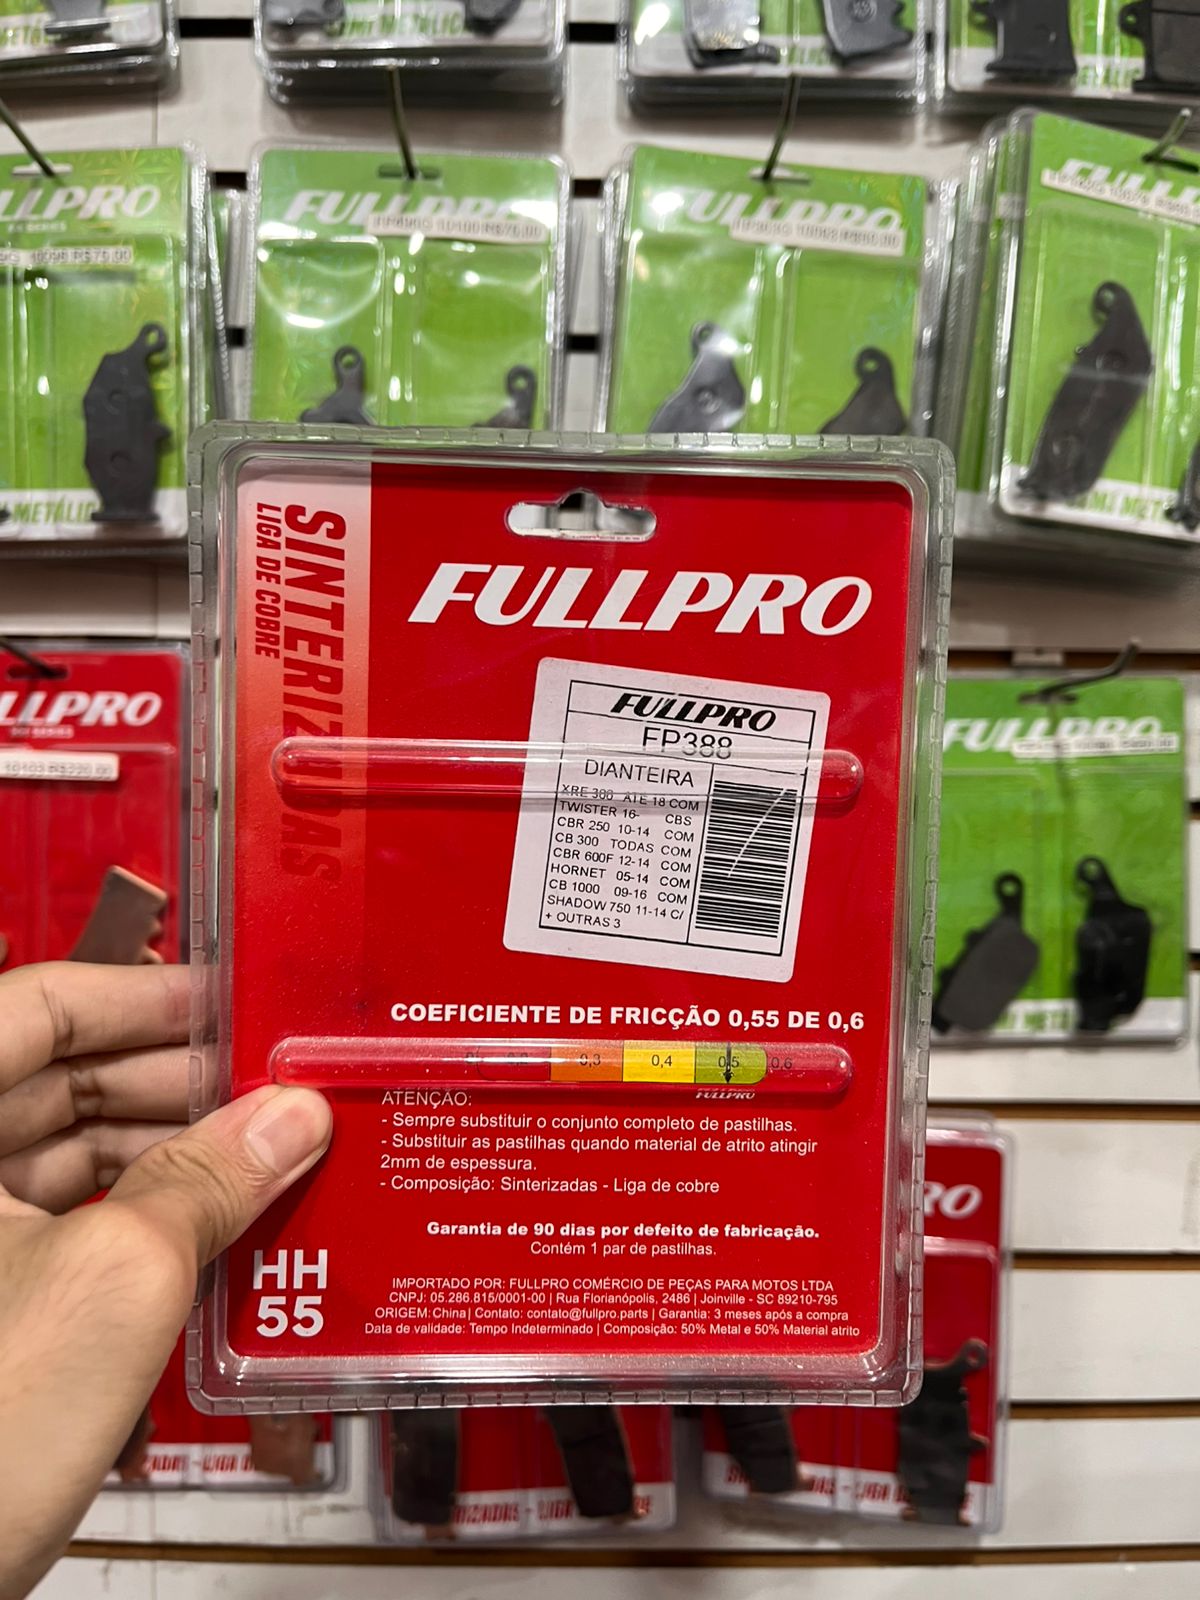 FULLPRO
FULLPRO
FULLPRO
SINTERIZADAS
LIGA DE COBRE
FULLPRO
FULLPRO
FP388
DIANTEIRA
ATÉ 18 COM
TWISTER 16- CBS
CBR 250 10-14 COM
CB 300 TODAS COM
CBR 600F 12-14 COM
HORNET 05-14 COM
CB 1000 09-16 COM
SHADOW 750 11-14 C/
+ OUTRAS 3
COEFICIENTE DE FRICÇÃO 0,55 DE 0,6
0,3 0,4 0,5 0,6
FULLPRO
ATENÇÃO:
- Sempre substituir o conjunto completo de pastilhas.
- Substituir as pastilhas quando material de atrito atingir
2mm de espessura.
- Composição: Sinterizadas - Liga de cobre
Garantia de 90 dias por defeito de fabricação.
Contém 1 par de pastilhas.
HH
55
IMPORTADO POR: FULLPRO COMÉRCIO DE PEÇAS PARA MOTOS LTDA
CNPJ: 05.286.815/0001-00 | Rua Florianópolis, 2486 | Joinville - SC 89210-795
ORIGEM: China | Contato: contato@fullpro.parts | Garantia: 3 meses após a compra
Data de validade: Tempo Indeterminado | Composição: 50% Metal e 50% Material atrito